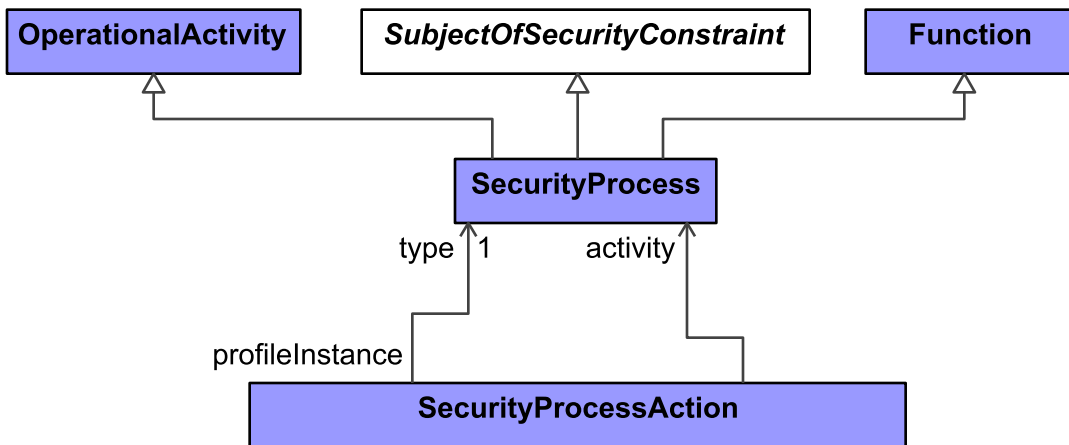 OperationalActivity
SubjectOfSecurityConstraint
Function
SecurityProcess
type 1 activity
profileInstance
SecurityProcessAction